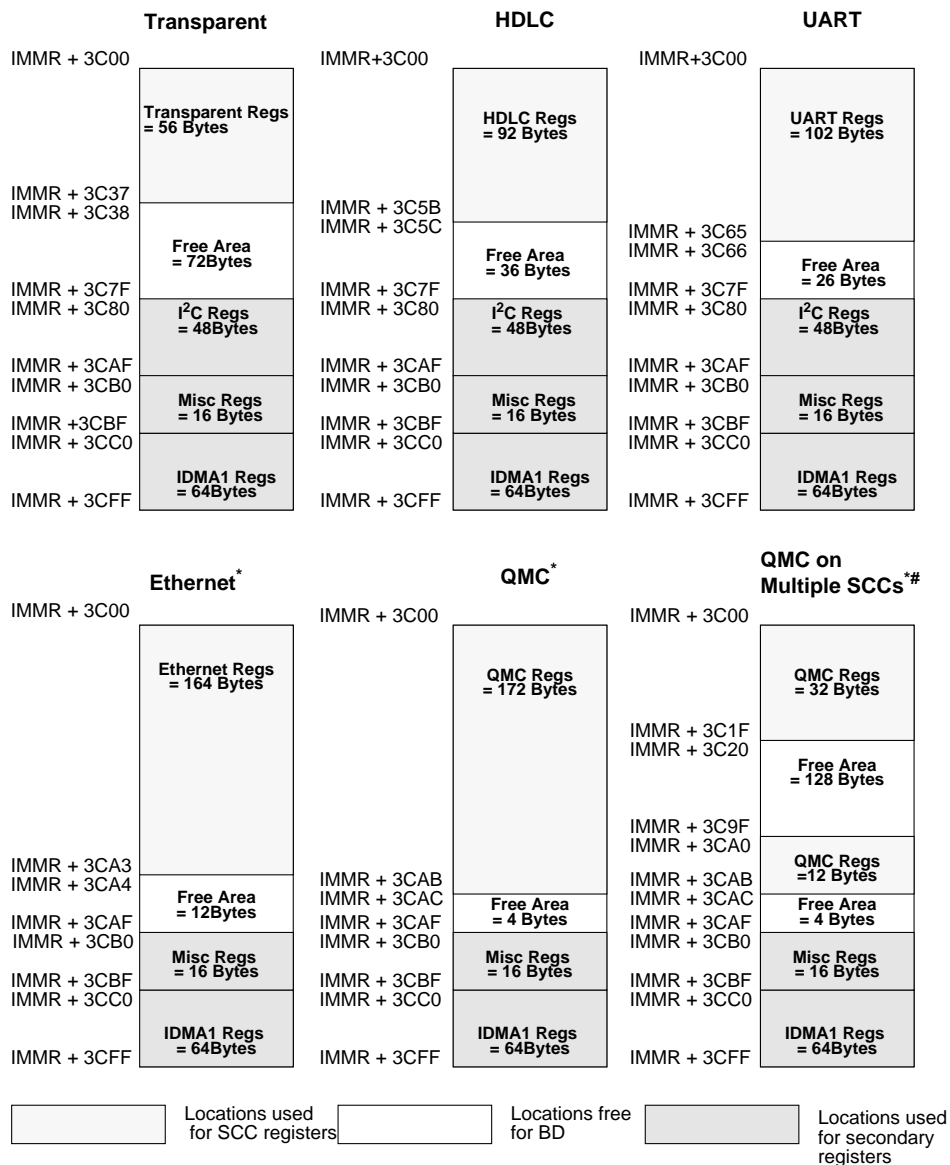 Transparent
IMMR + 3C00
Transparent Regs
= 56 Bytes
IMMR + 3C37
IMMR + 3C38
Free Area
= 72Bytes
IMMR + 3C7F
IMMR + 3C80
I²C Regs
= 48Bytes
IMMR + 3CAF
IMMR + 3CB0
Misc Regs
= 16 Bytes
IMMR +3CBF
IMMR + 3CC0
IDMA1 Regs
= 64Bytes
IMMR + 3CFF
HDLC
IMMR+3C00
HDLC Regs
= 92 Bytes
IMMR + 3C5B
IMMR + 3C5C
Free Area
= 36 Bytes
IMMR + 3C7F
IMMR + 3C80
I²C Regs
= 48Bytes
IMMR + 3CAF
IMMR + 3CB0
Misc Regs
= 16 Bytes
IMMR + 3CBF
IMMR + 3CC0
IDMA1 Regs
= 64Bytes
IMMR + 3CFF
UART
IMMR+3C00
UART Regs
= 102 Bytes
IMMR + 3C65
IMMR + 3C66
Free Area
= 26 Bytes
IMMR + 3C7F
IMMR + 3C80
I²C Regs
= 48Bytes
IMMR + 3CAF
IMMR + 3CB0
Misc Regs
= 16 Bytes
IMMR + 3CBF
IMMR + 3CC0
IDMA1 Regs
= 64Bytes
IMMR + 3CFF
Ethernet*
IMMR + 3C00
Ethernet Regs
= 164 Bytes
IMMR + 3CA3
IMMR + 3CA4
Free Area
= 12Bytes
IMMR + 3CAF
IMMR + 3CB0
Misc Regs
= 16 Bytes
IMMR + 3CBF
IMMR + 3CC0
IDMA1 Regs
= 64Bytes
IMMR + 3CFF
QMC*
IMMR + 3C00
QMC Regs
= 172 Bytes
IMMR + 3CAB
IMMR + 3CAC
Free Area
= 4 Bytes
IMMR + 3CAF
IMMR + 3CB0
Misc Regs
= 16 Bytes
IMMR + 3CBF
IMMR + 3CC0
IDMA1 Regs
= 64Bytes
IMMR + 3CFF
QMC on
Multiple SCCs*#
IMMR + 3C00
QMC Regs
= 32 Bytes
IMMR + 3C1F
IMMR + 3C20
Free Area
= 128 Bytes
IMMR + 3C9F
IMMR + 3CA0
QMC Regs
=12 Bytes
IMMR + 3CAB
IMMR + 3CAC
Free Area
= 4 Bytes
IMMR + 3CAF
IMMR + 3CB0
Misc Regs
= 16 Bytes
IMMR + 3CBF
IMMR + 3CC0
IDMA1 Regs
= 64Bytes
IMMR + 3CFF
Locations used
for SCC registers
Locations free
for BD
Locations used
for secondary
registers